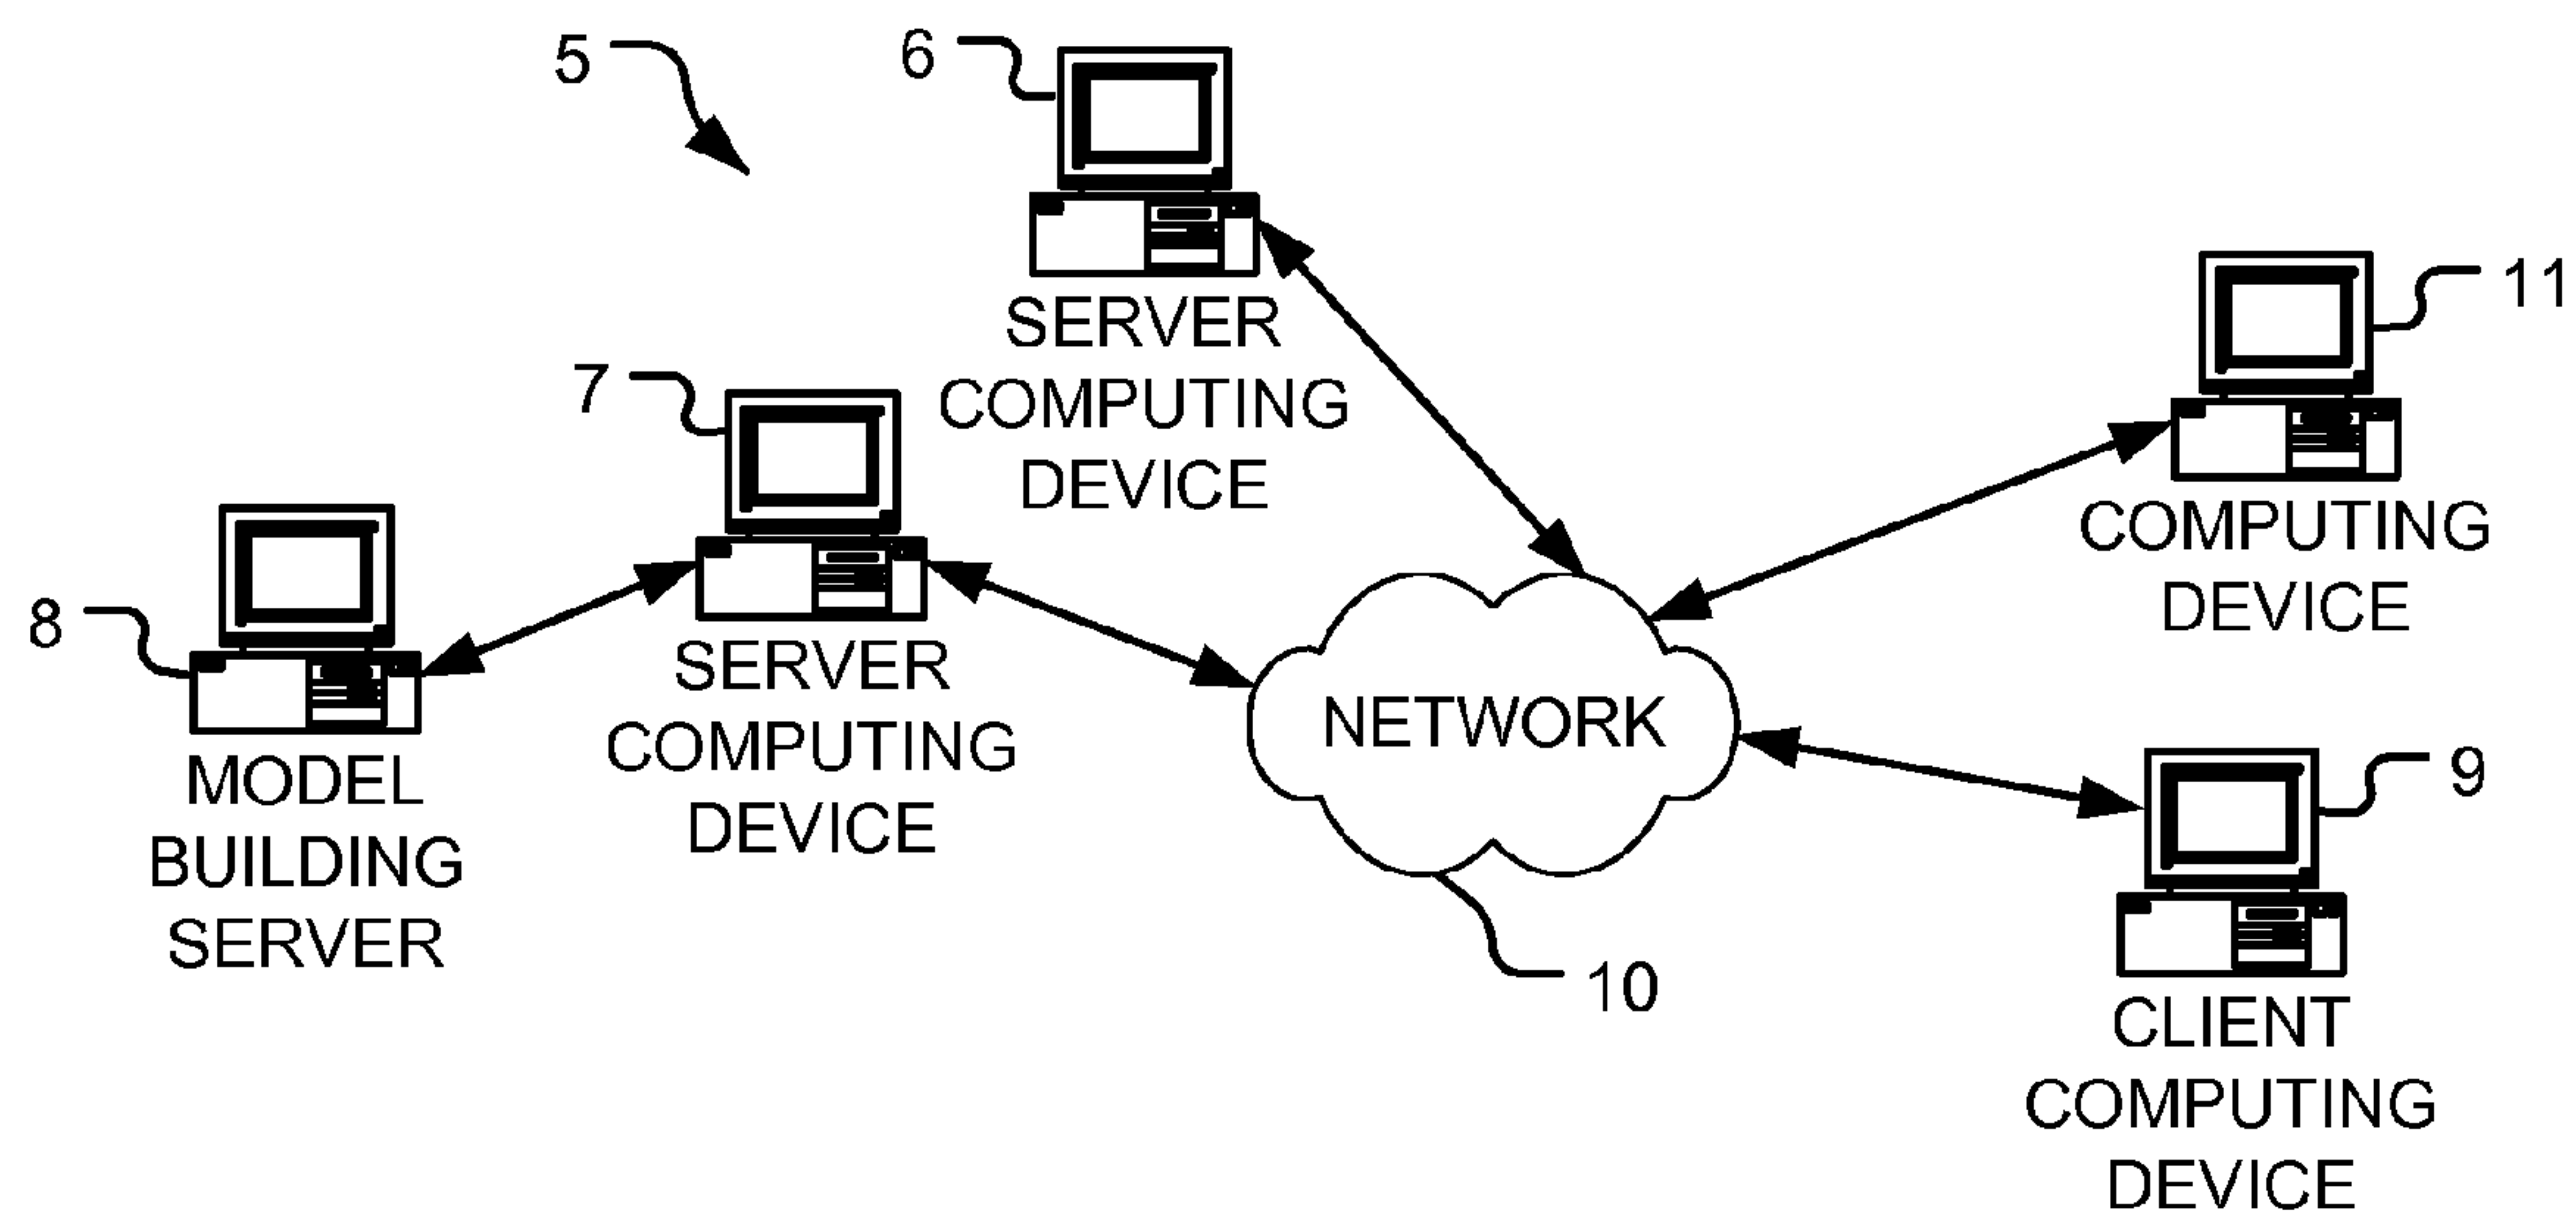 5
6
SERVER
COMPUTING
DEVICE
11
COMPUTING
DEVICE
7
SERVER
COMPUTING
DEVICE
8
MODEL
BUILDING
SERVER
NETWORK
10
9
CLIENT
COMPUTING
DEVICE